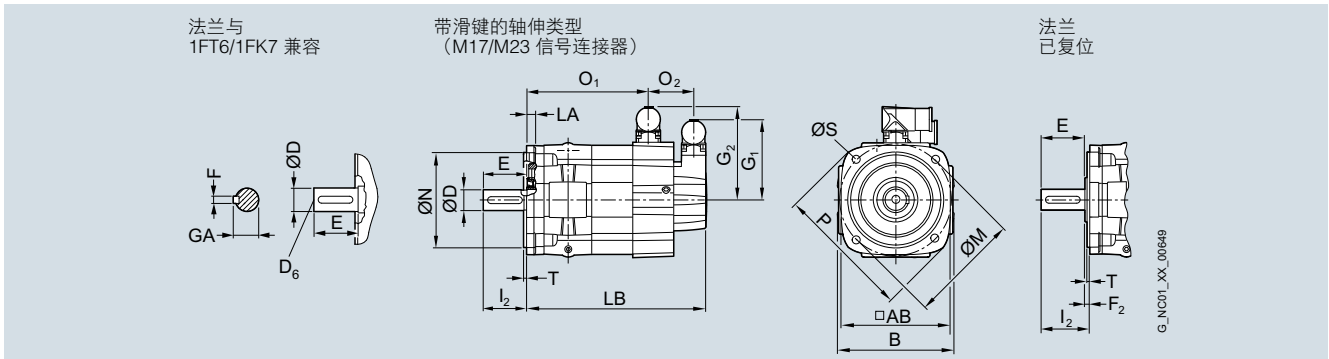 法兰与
1FT6/1FK7 兼容
带滑键的轴伸类型
（M17/M23 信号连接器）
法兰
已复位
O1 O2
LA
G2
G1
E
ØN
ØD
T
I2
LB
F
ØD
GA
E
D6
ØS
P
ØM
□AB
B
E
T
F2
I2
G_NC01_XX_00649